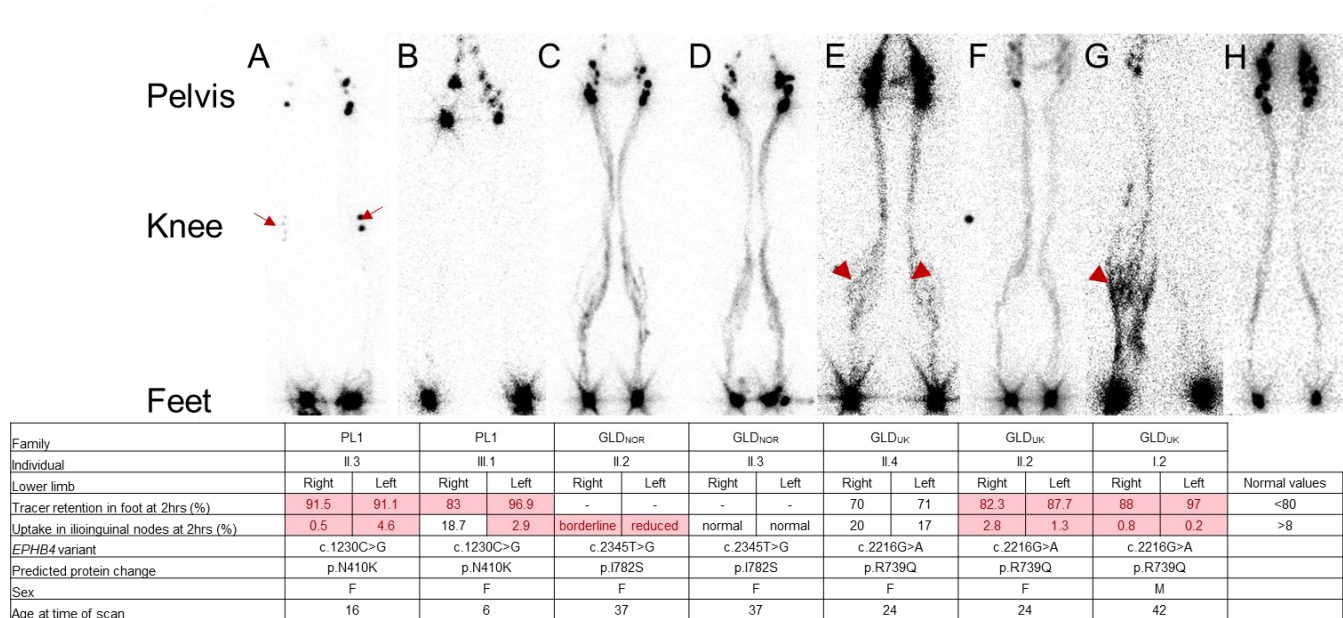 A B C D E F G H
Pelvis
Knee
Feet
Family PL1 PL1 GLDNOR GLDNOR GLDUK GLDUK GLDUK
Individual II.3 III.1 II.2 II.3 II.4 II.2 I.2
Lower limb Right Left Right Left Right Left Right Left Right Left Right Left Right Left Normal values
Tracer retention in foot at 2hrs (%) 91.5 91.1 83 96.9 - - - - 70 71 82.3 87.7 88 97 <80
Uptake in ilioinguinal nodes at 2hrs (%) 0.5 4.6 18.7 2.9 borderline reduced normal normal 20 17 2.8 1.3 0.8 0.2 >8
EPHB4 variant c.1230C>G c.1230C>G c.2345T>G c.2345T>G c.2216G>A c.2216G>A c.2216G>A
Predicted protein change p.N410K p.N410K p.I782S p.I782S p.R739Q p.R739Q p.R739Q
Sex F F F F F F M
Age at time of scan 16 6 37 37 24 24 42